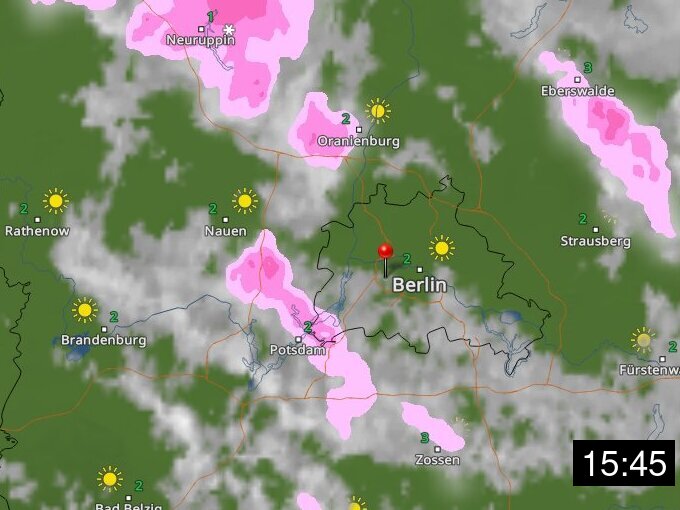 1
Neuruppin
3
Eberswalde
2
Oranienburg
2
Rathenow
2
Nauen
2
Strausberg
2
Berlin
2
Brandenburg
2
Potsdam
2
Fürstenwa
3
Zossen
15:45
2
Bad Belzig